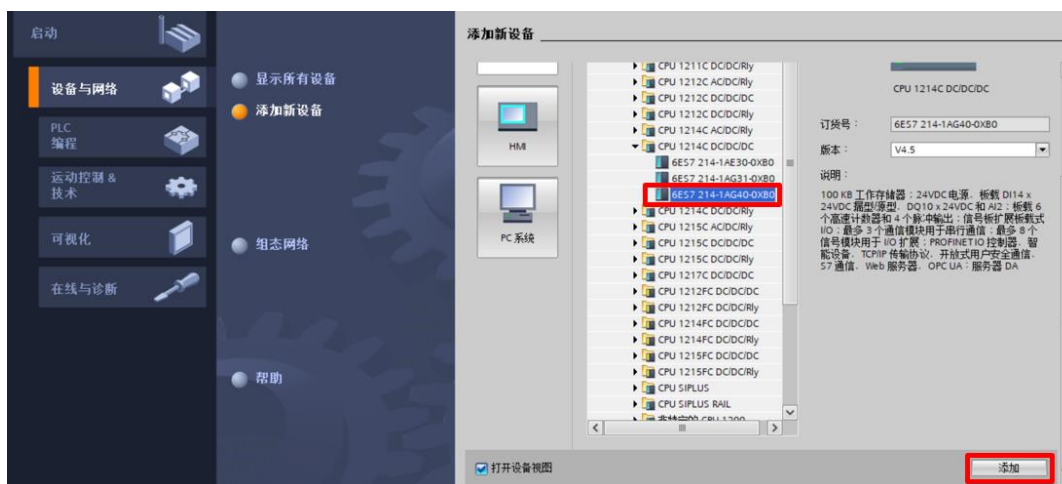 启动
设备与网络
PLC
编程
运动控制 &
技术
可视化
在线与诊断
显示所有设备
添加新设备
组态网络
帮助
添加新设备
HMI
PC 系统
CPU 1211C DC/DC/Rly
CPU 1212C AC/DC/Rly
CPU 1212C DC/DC/DC
CPU 1212C DC/DC/Rly
CPU 1214C AC/DC/Rly
CPU 1214C DC/DC/DC
6ES7 214-1AE30-0XB0
6ES7 214-1AG31-0XB0
6ES7 214-1AG40-0XB0
CPU 1214C DC/DC/Rly
CPU 1215C AC/DC/Rly
CPU 1215C DC/DC/DC
CPU 1215C DC/DC/Rly
CPU 1217C DC/DC/DC
CPU 1212FC DC/DC/DC
CPU 1212FC DC/DC/Rly
CPU 1214FC DC/DC/DC
CPU 1214FC DC/DC/Rly
CPU 1215FC DC/DC/DC
CPU 1215FC DC/DC/Rly
CPU SIPLUS
CPU SIPLUS RAIL
非特定的 CPU 1200
CPU 1214C DC/DC/DC
订货号：
6ES7 214-1AG40-0XB0
版本：
V4.5
说明：
100 KB 工作存储器；24VDC 电源，板载 DI14 x
24VDC 漏型/源型，DQ10 x 24VDC 和 AI2；板载 6
个高速计数器和 4 个脉冲输出；信号板扩展板载式
I/O；最多 3 个通信模块用于串行通信；最多 8 个
信号模块用于 I/O 扩展；PROFINET IO 控制器、智
能设备、TCP/IP 传输协议、开放式用户安全通信、
S7 通信、Web 服务器、OPC UA：服务器 DA
打开设备视图
添加